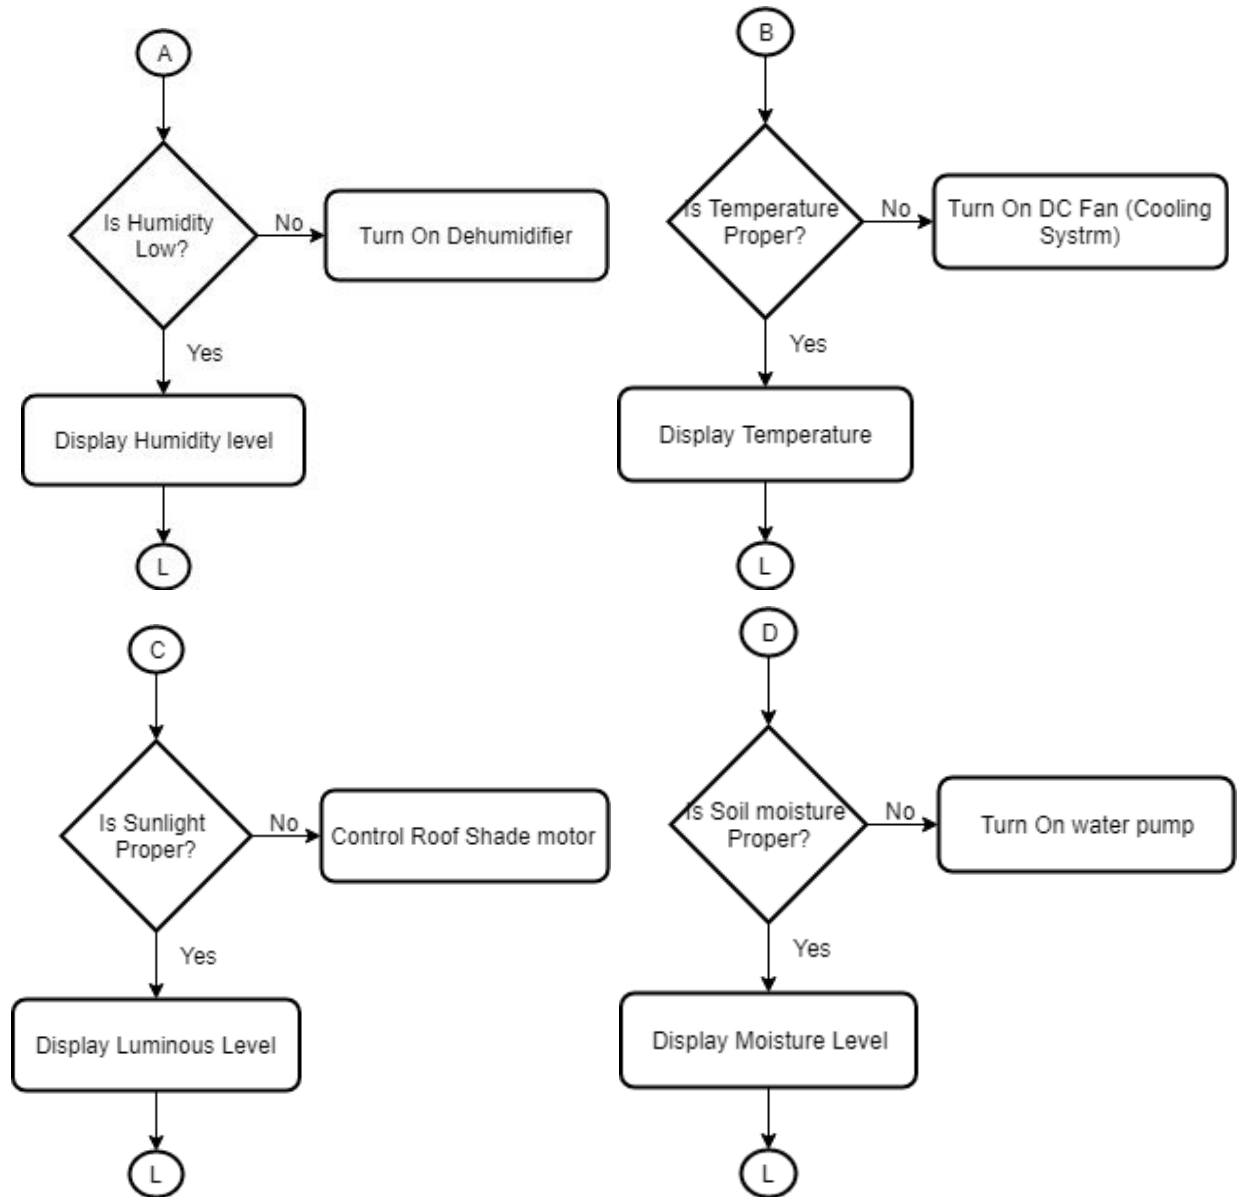 A
Is Humidity
Low?
No
Turn On Dehumidifier
Yes
Display Humidity level
L
B
Is Temperature
Proper?
No
Turn On DC Fan (Cooling
Systrm)
Yes
Display Temperature
L
C
Is Sunlight
Proper?
No
Control Roof Shade motor
Yes
Display Luminous Level
L
D
Is Soil moisture
Proper?
No
Turn On water pump
Yes
Display Moisture Level
L